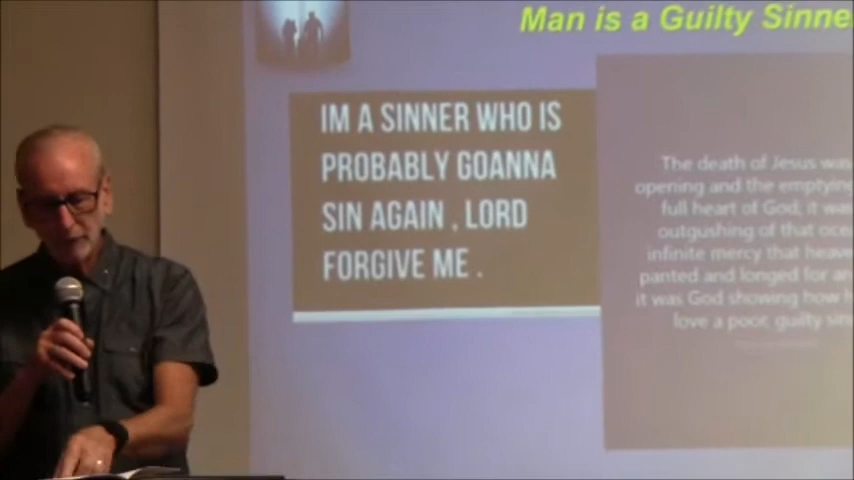 Man is a Guilty Sinne
IM A SINNER WHO IS
PROBABLY GOANNA
SIN AGAIN , LORD
FORGIVE ME .
The death of Jesus was
opening and the emptying
full heart of God; it was
outgushing of that oce
infinite mercy that heave
panted and longed for an
it was God showing how h
love a poor, guilty sin